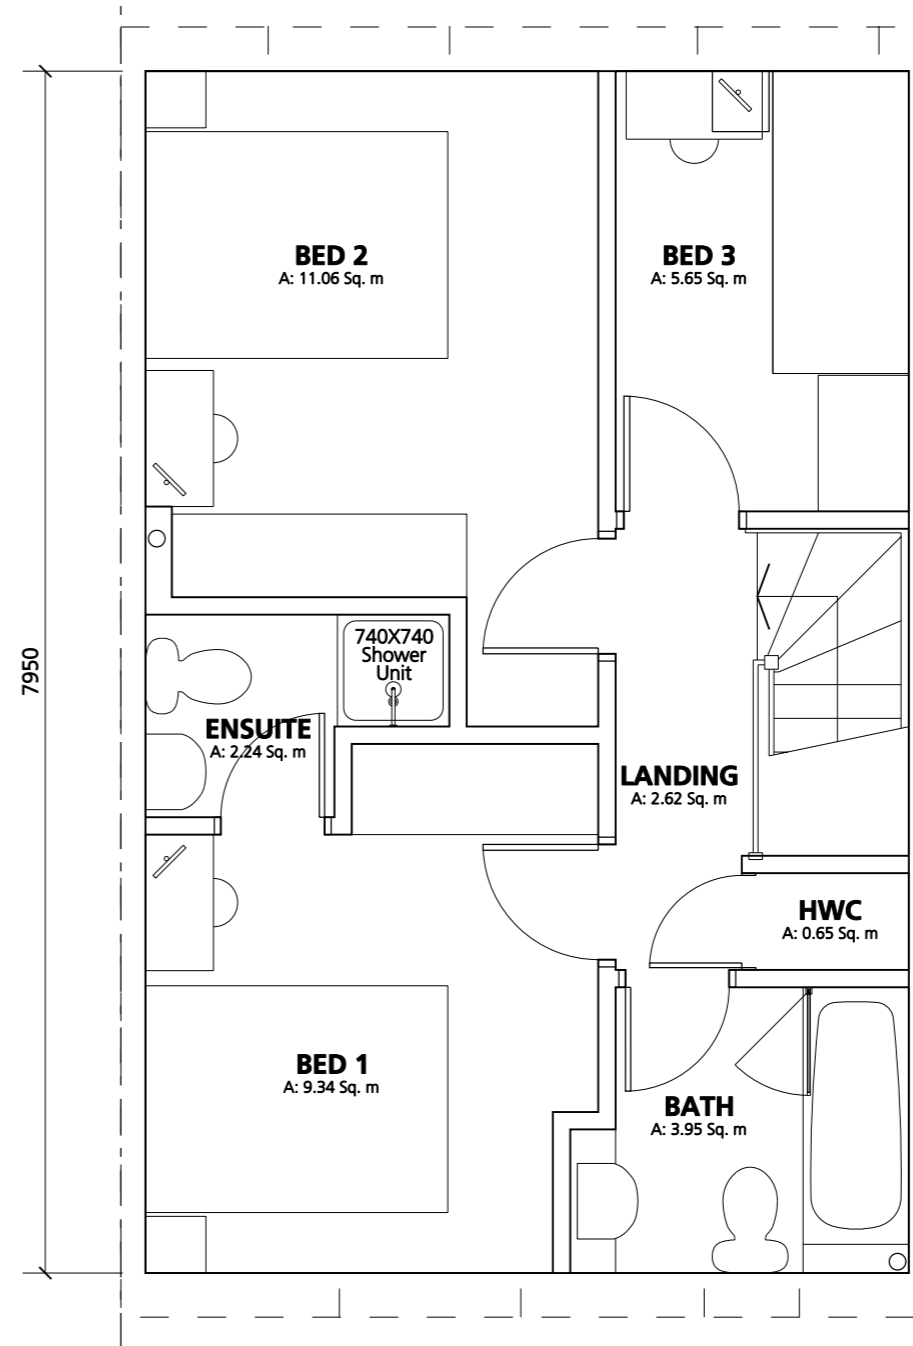 BED 2
A: 11.06 Sq. m
BED 3
A: 5.65 Sq. m
7950
740X740
Shower
Unit
ENSUITE
A: 2.24 Sq. m
LANDING
A: 2.62 Sq. m
HWC
A: 0.65 Sq. m
BED 1
A: 9.34 Sq. m
BATH
A: 3.95 Sq. m